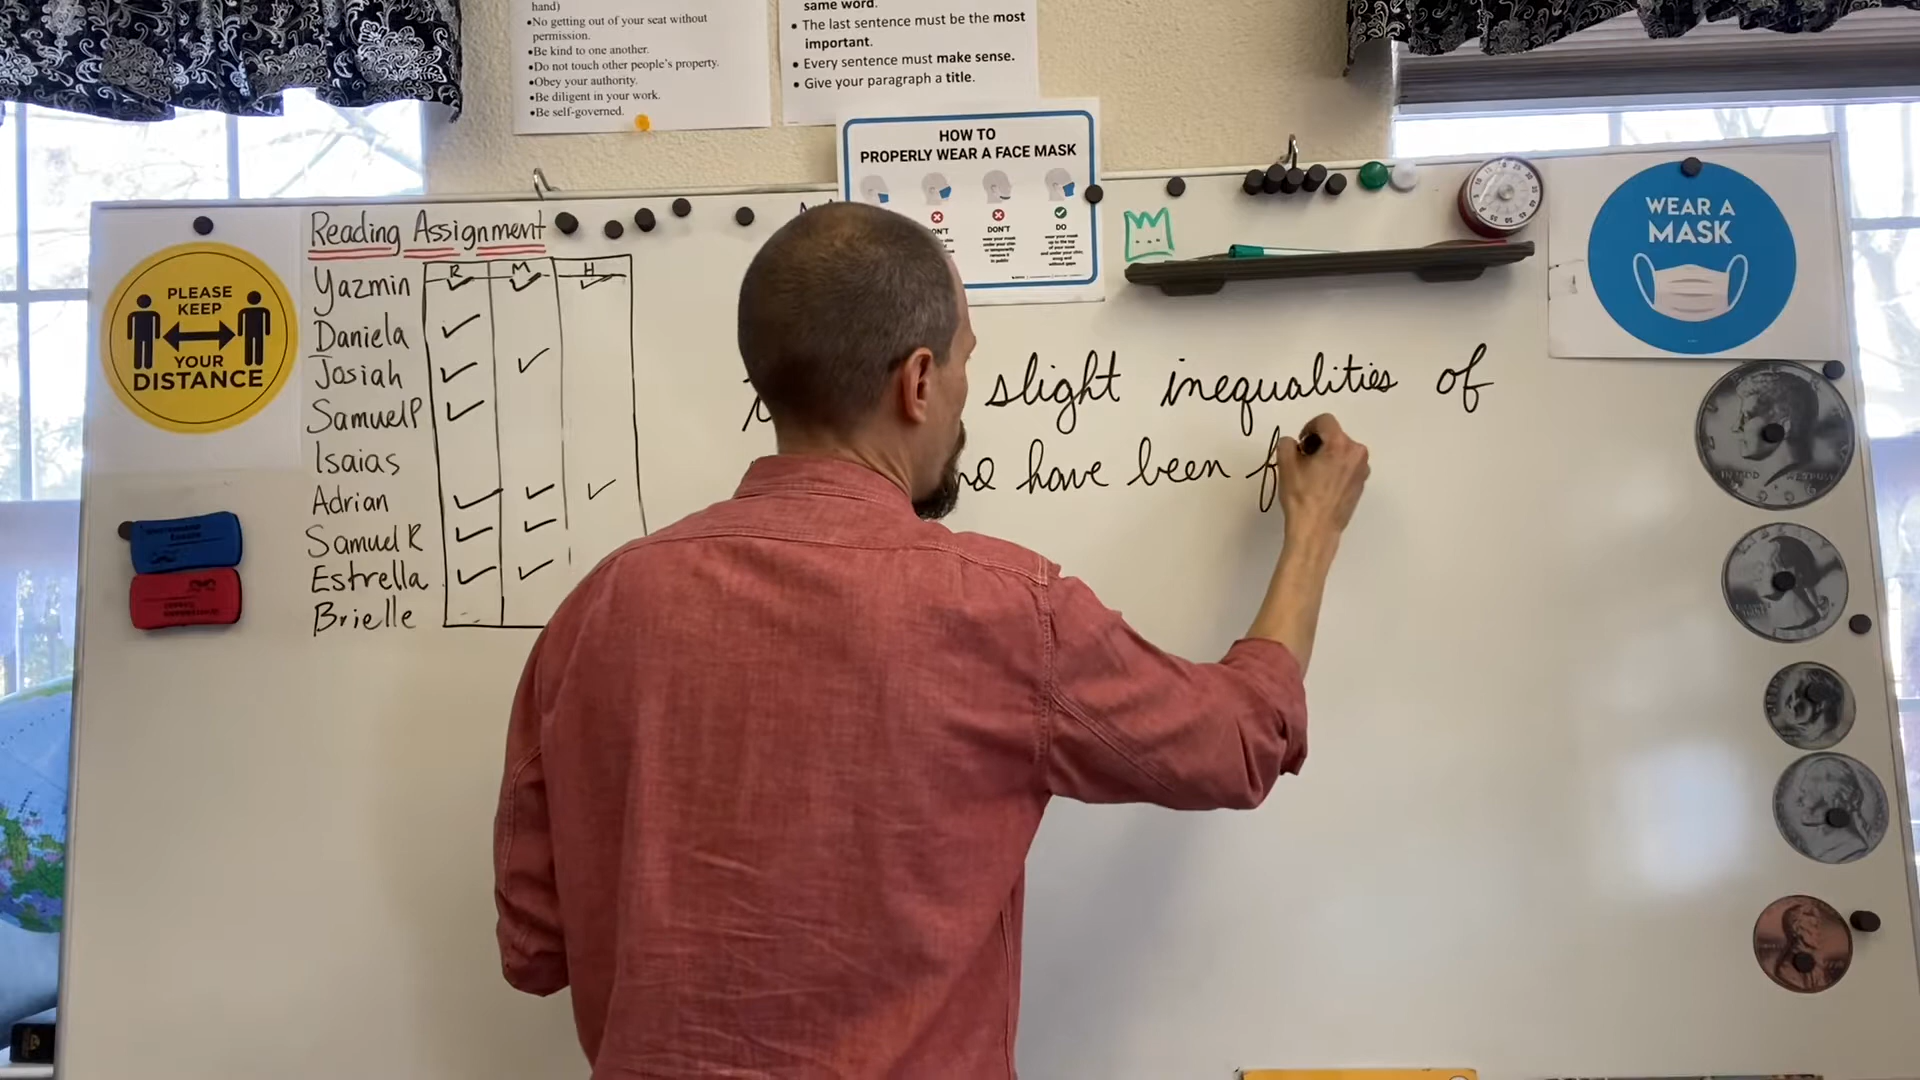 hand)
•No getting out of your seat without
permission.
•Be kind to one another.
•Do not touch other people's property.
•Obey your authority.
•Be diligent in your work.
•Be self-governed.
same word.
• The last sentence must be the most
important.
• Every sentence must make sense.
• Give your paragraph a title.
HOW TO
PROPERLY WEAR A FACE MASK
DON'T
DO
WEAR A
MASK
PLEASE
KEEP
YOUR
DISTANCE
Reading Assignment
R M H
Yazmin
Daniela
Josiah
Samuel P
Isaias
Adrian
Samuel R
Estrella
Brielle
slight inequalities of
have been f
LIBERTY